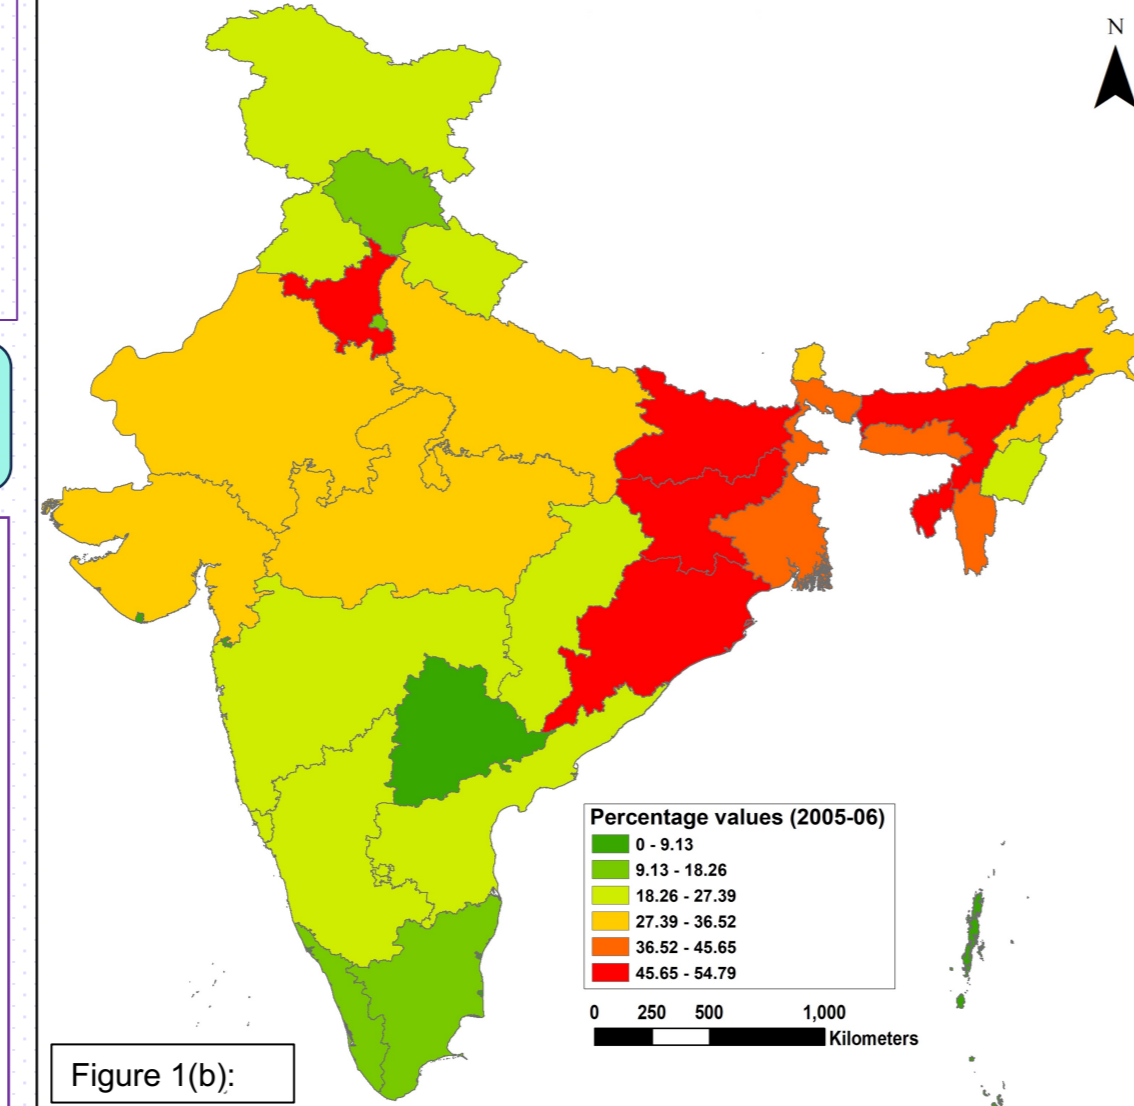 N
Percentage values (2005-06)
0 - 9.13
9.13 - 18.26
18.26 - 27.39
27.39 - 36.52
36.52 - 45.65
45.65 - 54.79
0 250 500 1,000
Kilometers
Figure 1(b):